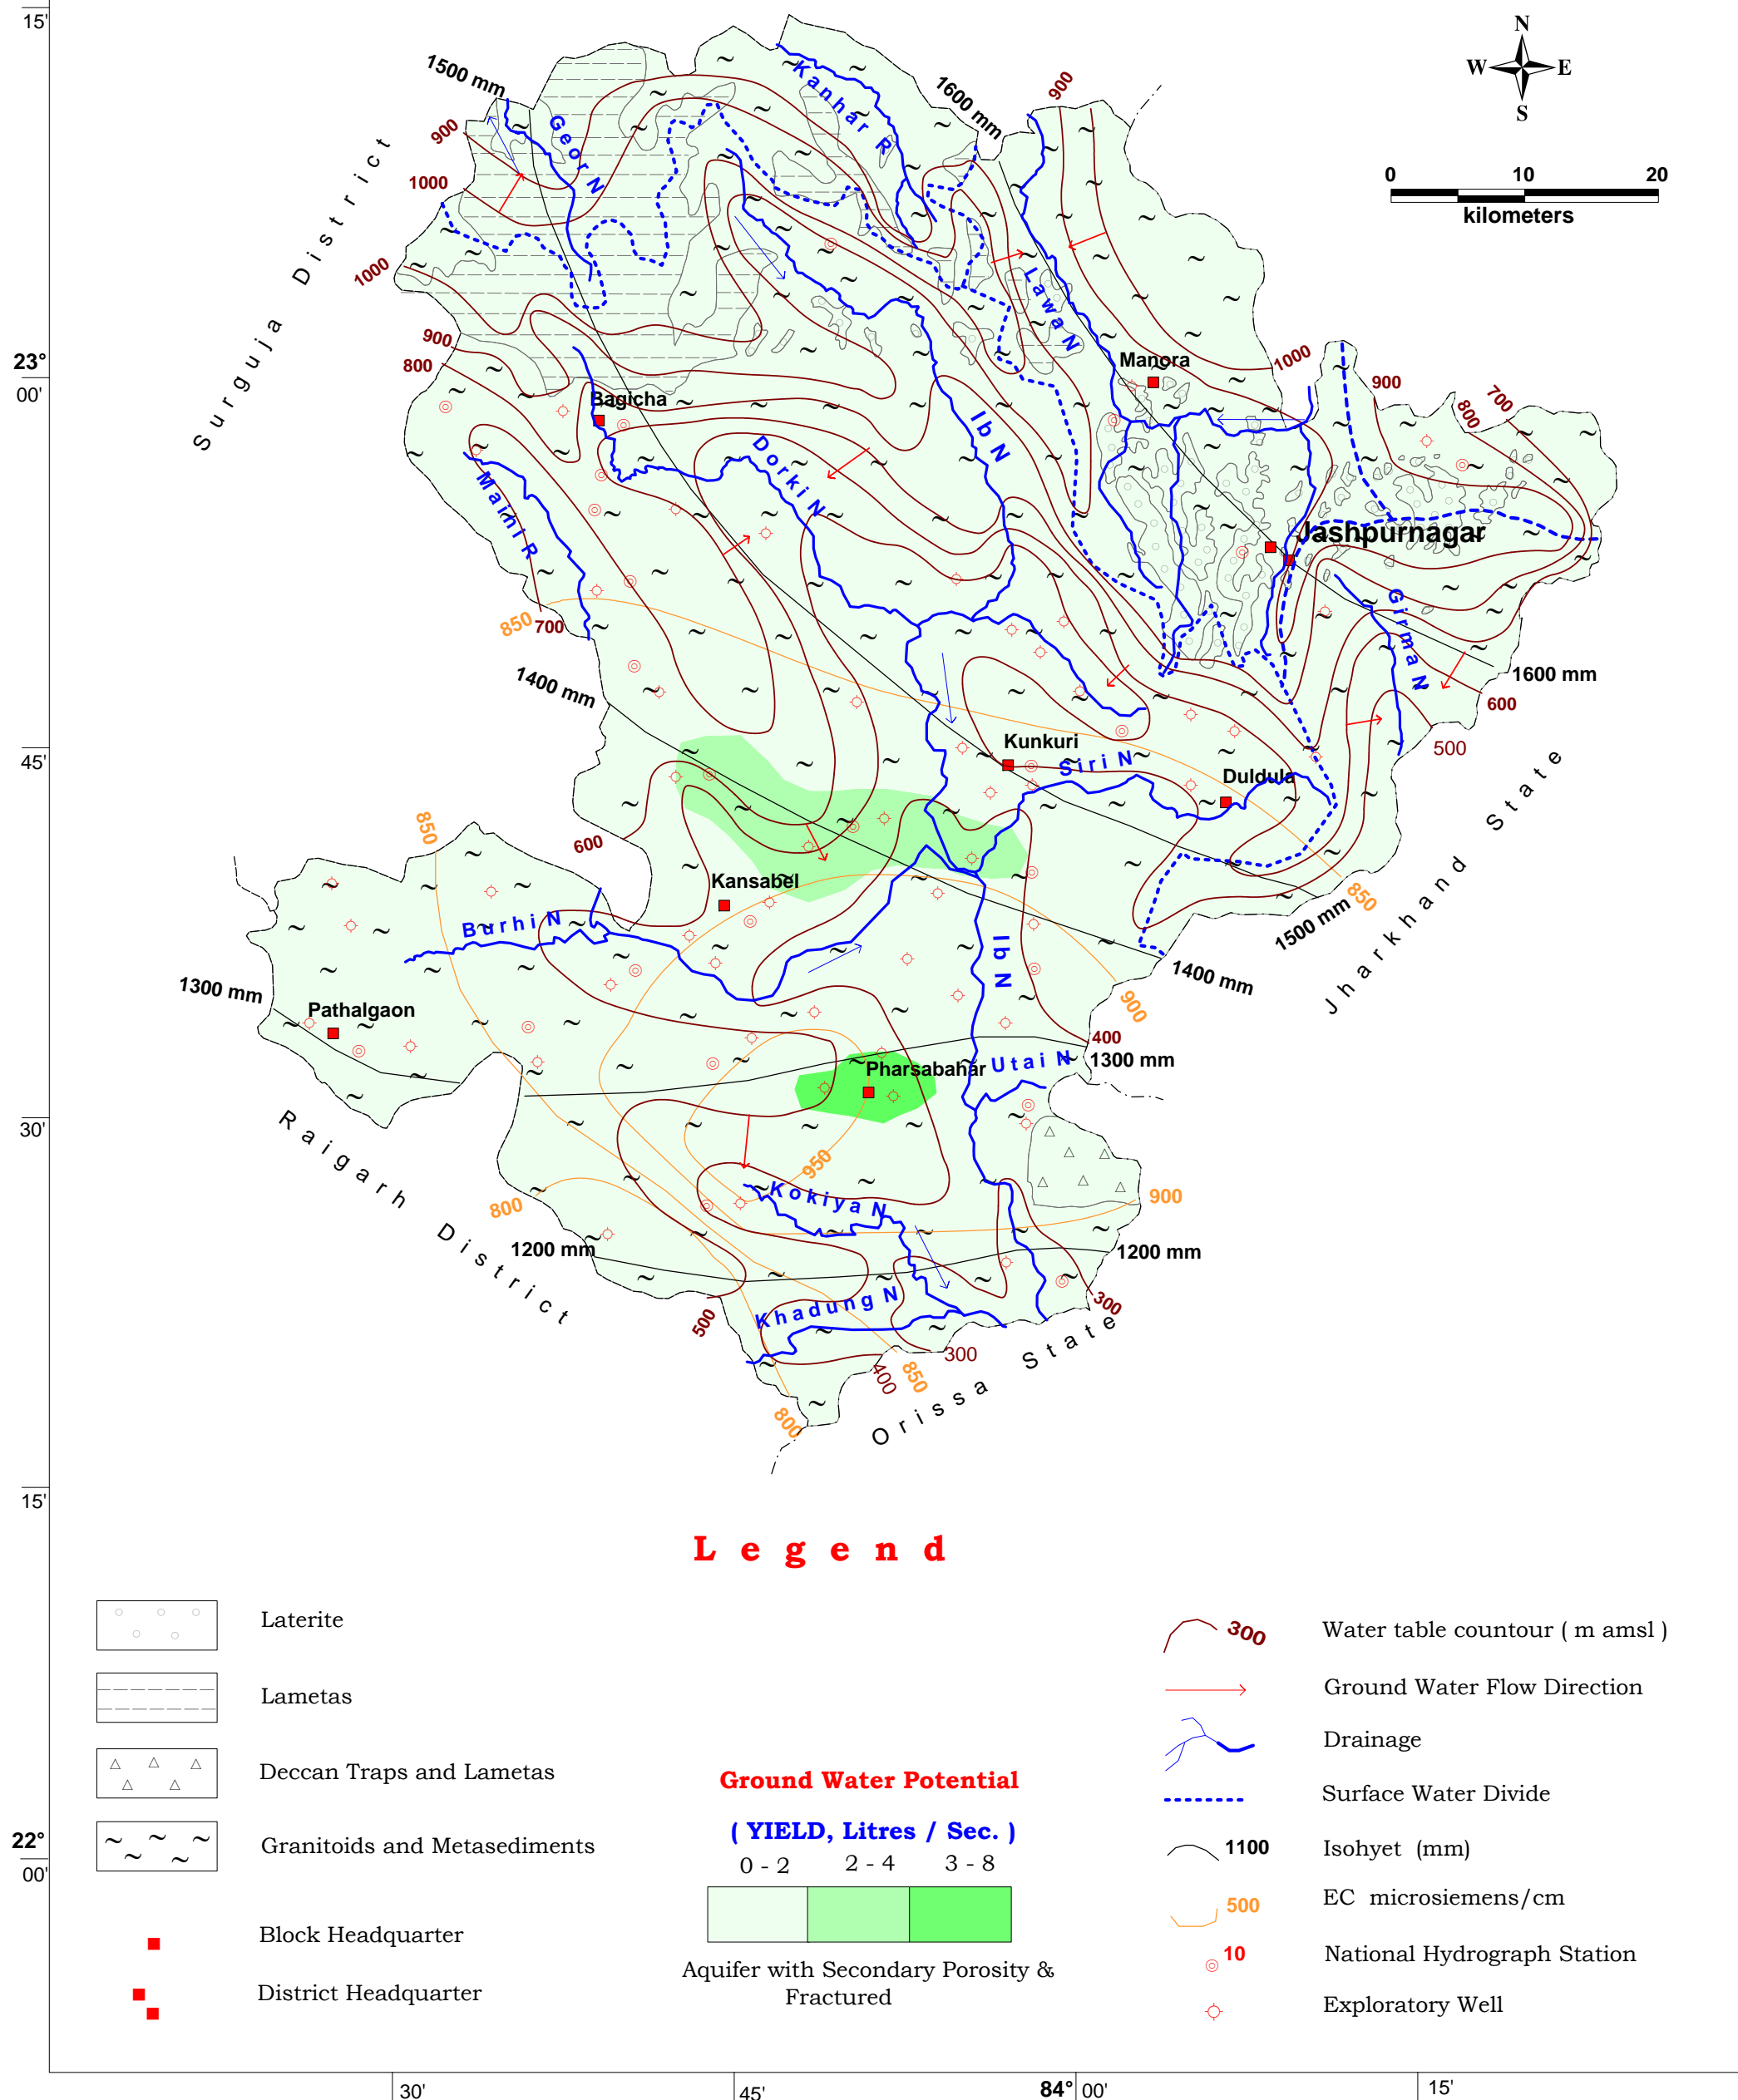 15'
N
W E
S
1500 mm
Kanhar R
1600 mm
900
0 10 20
kilometers
Geor N
900
1000
Surguja District
1000
Lawa N
23°
00'
900
800
Manora
1000
900
700
800
Bagicha
Ib N
Dorki N
Maini R
Jashpurnagar
Girma N
850
700
1400 mm
1600 mm
600
500
Kunkuri
Siri N
Duldula
45'
850
600
Kansabel
850
Jharkhand State
Burhi N
1500 mm
Ib N
1400 mm
1300 mm
900
Pathalgaon
400
1300 mm
Utai N
Pharsabahar
30'
Raigarh District
950
Kokiya N
900
800
1200 mm
1200 mm
Khadung N
300
500
Orissa State
300
400
850
800
15'
Legend
Laterite
Lametas
Deccan Traps and Lametas
Granitoids and Metasediments
Block Headquarter
District Headquarter
Ground Water Potential
( YIELD, Litres / Sec. )
0 - 2 2 - 4 3 - 8
Aquifer with Secondary Porosity &
Fractured
300 Water table countour ( m amsl )
Ground Water Flow Direction
Drainage
Surface Water Divide
1100 Isohyet (mm)
500 EC microsiemens/cm
10 National Hydrograph Station
Exploratory Well
22°
00'
30' 45' 84° 00' 15'